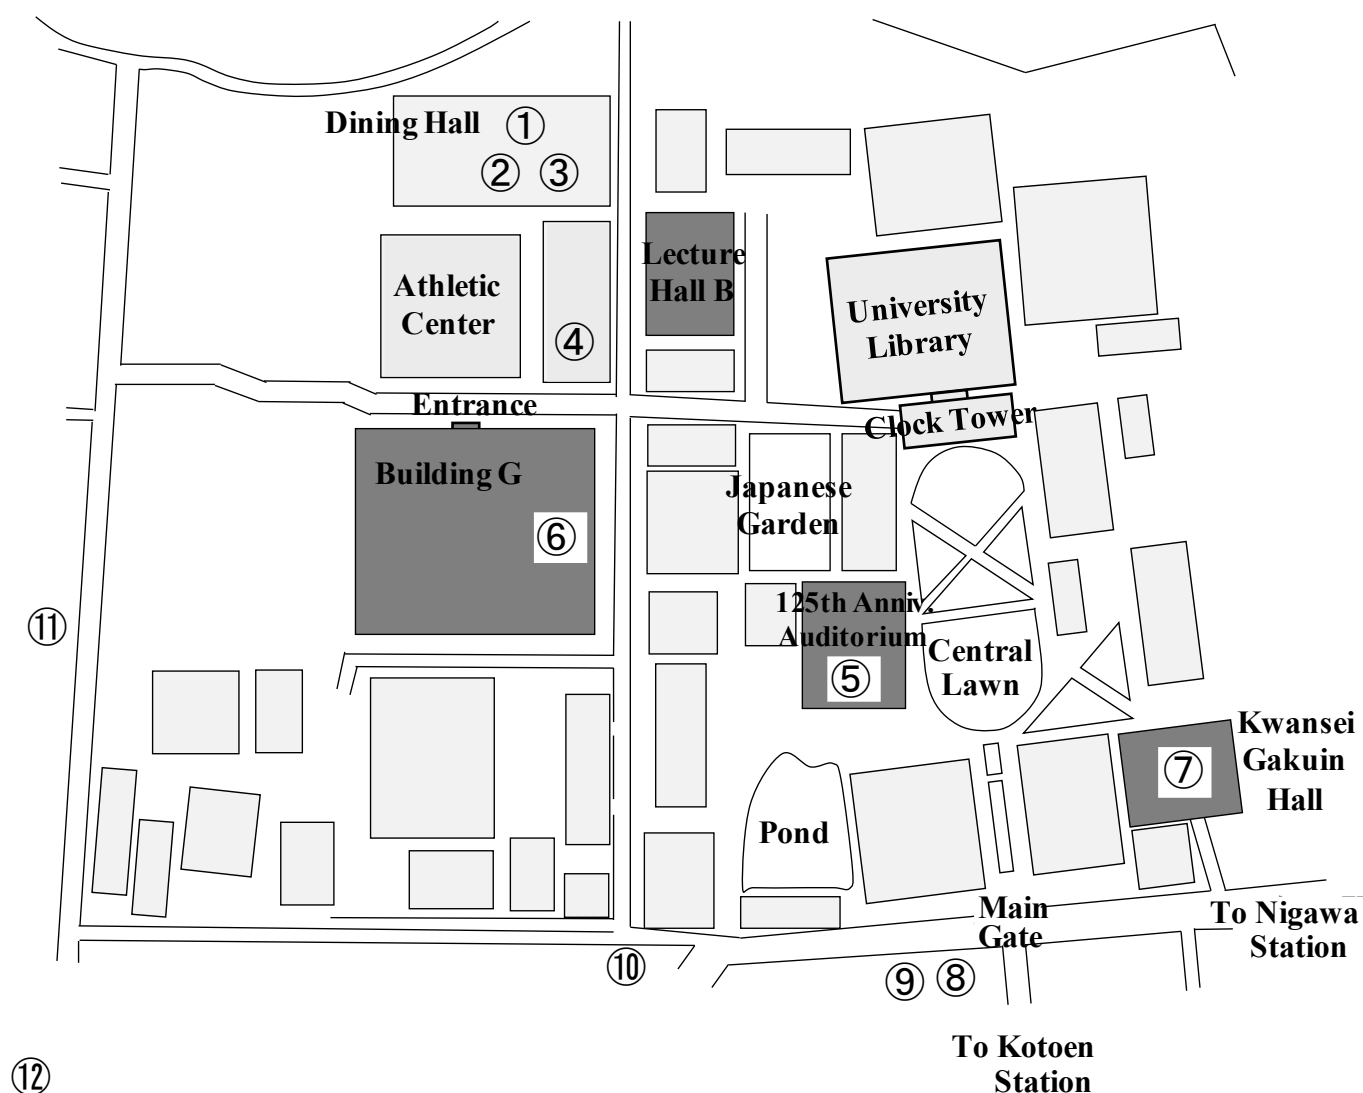 Dining Hall
①
②
③
Lecture
Hall B
Athletic
Center
④
University
Library
Entrance
Clock Tower
Building G
⑥
Japanese
Garden
⑪
125th Anniv.
Auditorium
⑤
Central
Lawn
Kwansei
Gakuin
Hall
⑦
Pond
Main
Gate
To Nigawa
Station
⑩
⑨
⑧
To Kotoen
Station
⑫